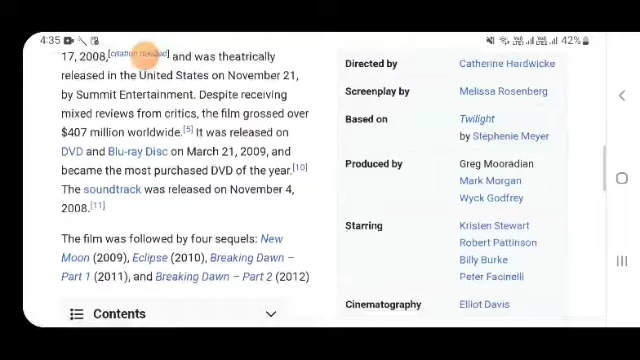 4:35 42%
17, 2008,[citation needed] and was theatrically
released in the United States on November 21,
by Summit Entertainment. Despite receiving
mixed reviews from critics, the film grossed over
$407 million worldwide.[5] It was released on
DVD and Blu-ray Disc on March 21, 2009, and
became the most purchased DVD of the year.[10]
The soundtrack was released on November 4,
2008.[11]
The film was followed by four sequels: New
Moon (2009), Eclipse (2010), Breaking Dawn –
Part 1 (2011), and Breaking Dawn – Part 2 (2012)
Contents
Directed by Catherine Hardwicke
Screenplay by Melissa Rosenberg
Based on Twilight
by Stephenie Meyer
Produced by Greg Mooradian
Mark Morgan
Wyck Godfrey
Starring Kristen Stewart
Robert Pattinson
Billy Burke
Peter Facinelli
Cinematography Elliot Davis